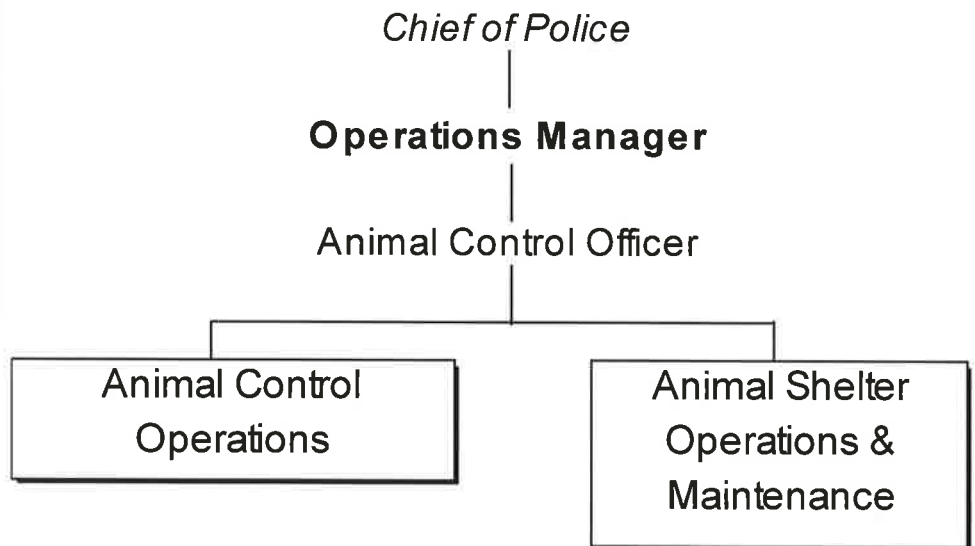 Chief of Police
Operations Manager
Animal Control Officer
Animal Control
Operations
Animal Shelter
Operations &
Maintenance